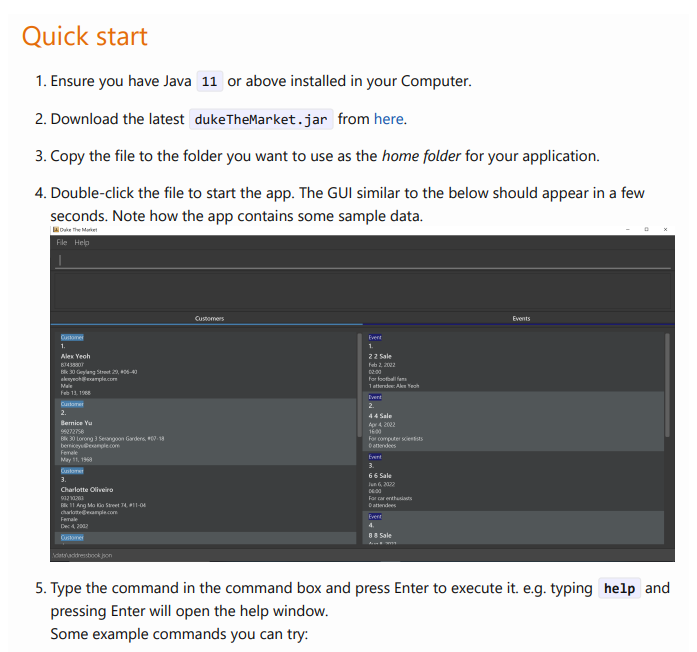 Quick start
1. Ensure you have Java 11 or above installed in your Computer.
2. Download the latest dukeTheMarket.jar from here.
3. Copy the file to the folder you want to use as the home folder for your application.
4. Double-click the file to start the app. The GUI similar to the below should appear in a few
seconds. Note how the app contains some sample data.
Duke The Market
File Help
Customers
Customer
1.
Alex Yeoh
87438807
Blk 30 Geylang Street 29, #06-40
alexyeoh@example.com
Male
Feb 13, 1988
Customer
2.
Bernice Yu
99272758
Blk 30 Lorong 3 Serangoon Gardens, #07-18
berniceyu@example.com
Female
May 11, 1968
Customer
3.
Charlotte Oliveiro
93210283
Blk 11 Ang Mo Kio Street 74, #11-04
charlotte@example.com
Female
Dec 4, 2002
Customer
Events
Event
1.
2 2 Sale
Feb 2, 2022
02:00
For football fans
1 attendee: Alex Yeoh
Event
2.
4 4 Sale
Apr 4, 2022
16:00
For computer scientists
0 attendees
Event
3.
6 6 Sale
Jun 6, 2022
06:00
For car enthusiasts
0 attendees
Event
4.
8 8 Sale
.\data\addressbook.json
5. Type the command in the command box and press Enter to execute it. e.g. typing help and
pressing Enter will open the help window.
Some example commands you can try: